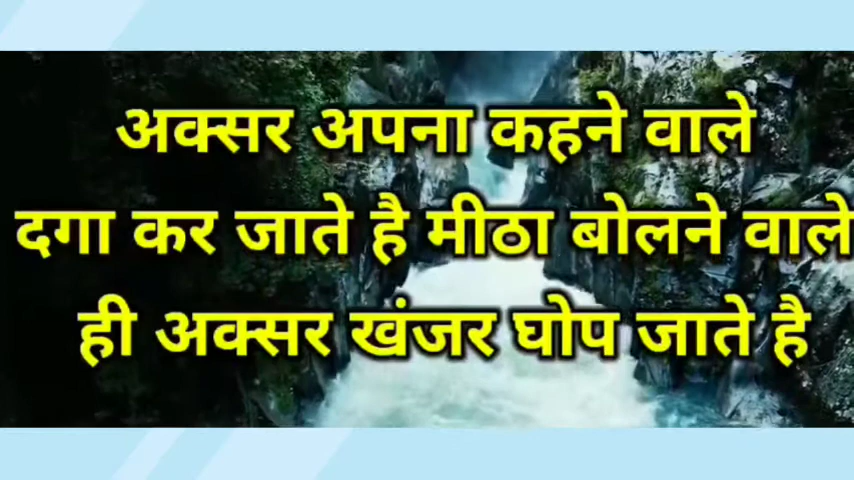 अक्सर अपना कहने वाले
दगा कर जाते है मीठा बोलने वाले
ही अक्सर खंजर घोप जाते है